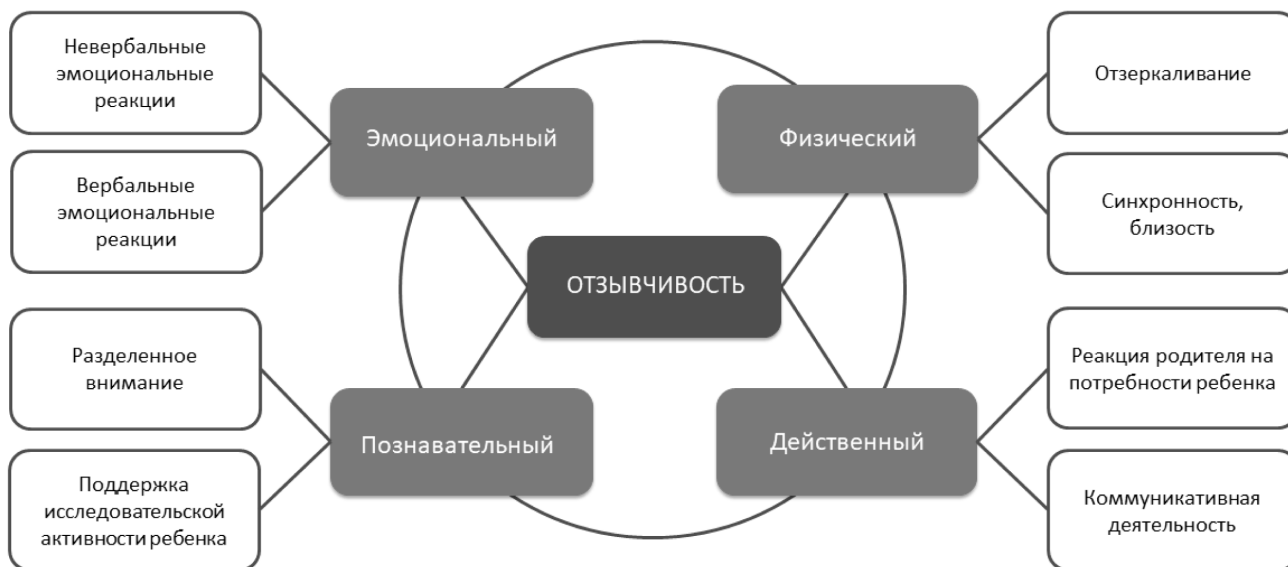 Невербальные
эмоциональные
реакции
Вербальные
эмоциональные
реакции
Разделенное
внимание
Поддержка
исследовательской
активности ребенка
Эмоциональный
Познавательный
ОТЗЫВЧИВОСТЬ
Физический
Действенный
Отзеркаливание
Синхронность,
близость
Реакция родителя на
потребности ребенка
Коммуникативная
деятельность